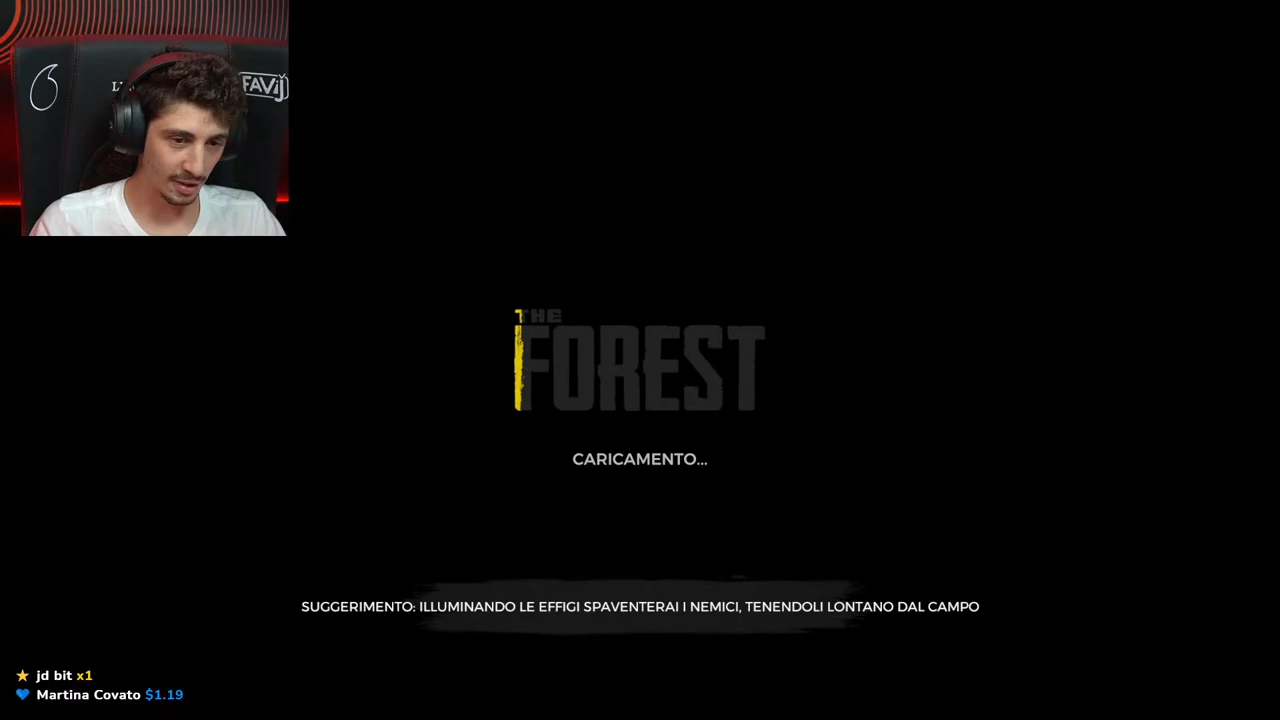 FAVIJ
THE
FOREST
CARICAMENTO...
SUGGERIMENTO: ILLUMINANDO LE EFFIGI SPAVENTERAI I NEMICI, TENENDOLI LONTANO DAL CAMPO
jd bit x1
Martina Covato $1.19